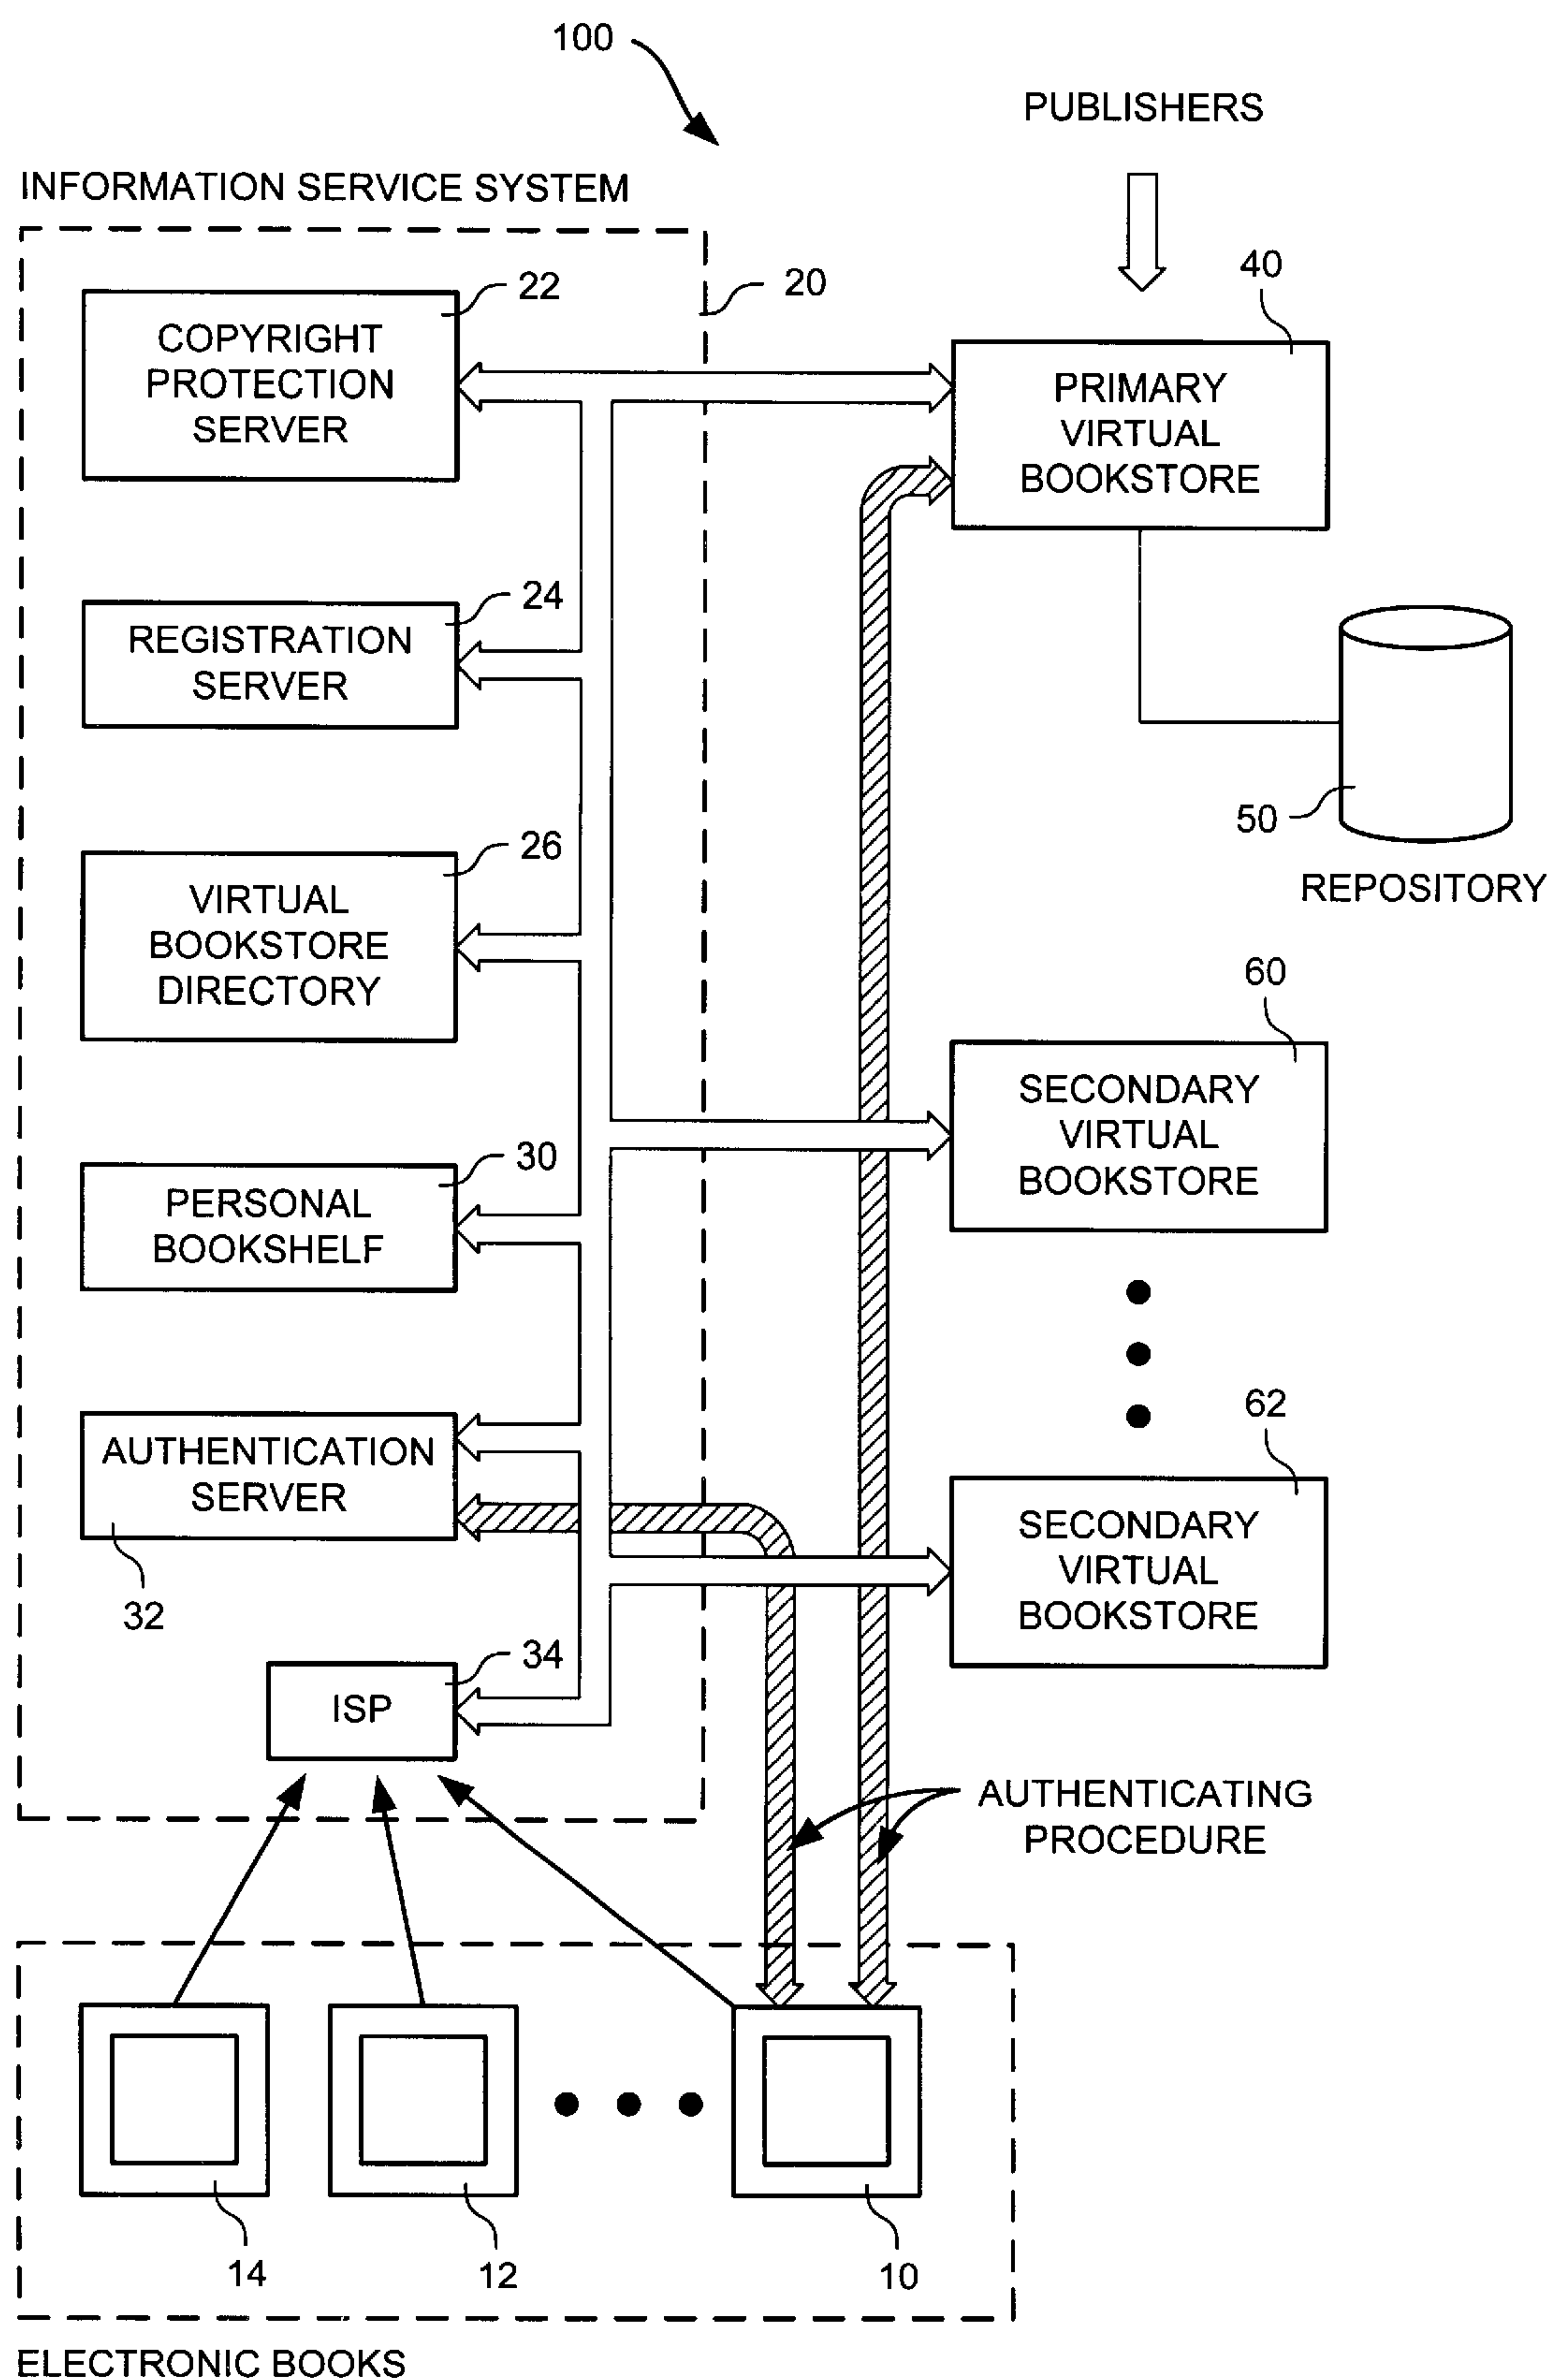 100
PUBLISHERS
INFORMATION SERVICE SYSTEM
20
22
COPYRIGHT
PROTECTION
SERVER
40
PRIMARY
VIRTUAL
BOOKSTORE
24
REGISTRATION
SERVER
50
REPOSITORY
26
VIRTUAL
BOOKSTORE
DIRECTORY
60
SECONDARY
VIRTUAL
BOOKSTORE
30
PERSONAL
BOOKSHELF
62
SECONDARY
VIRTUAL
BOOKSTORE
AUTHENTICATION
SERVER
32
34
ISP
AUTHENTICATING
PROCEDURE
14
12
10
ELECTRONIC BOOKS